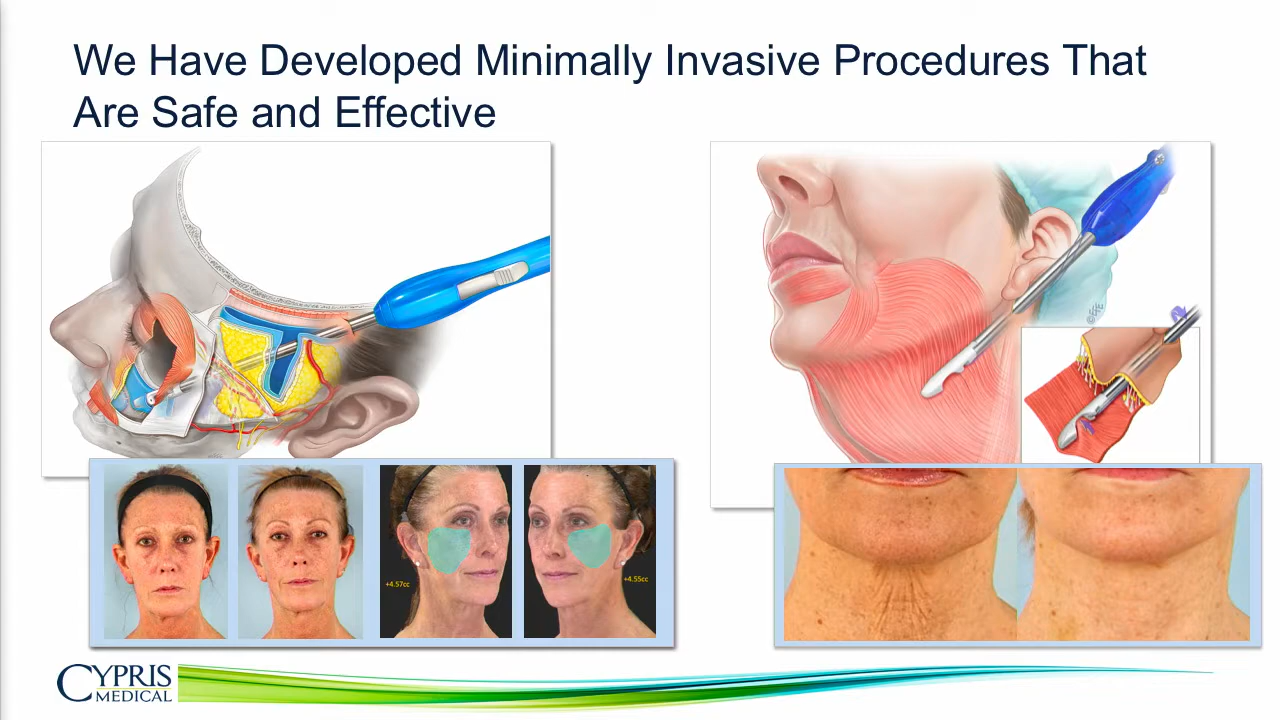 We Have Developed Minimally Invasive Procedures That
Are Safe and Effective
+4.57cc
+4.55cc
CYPRIS
MEDICAL